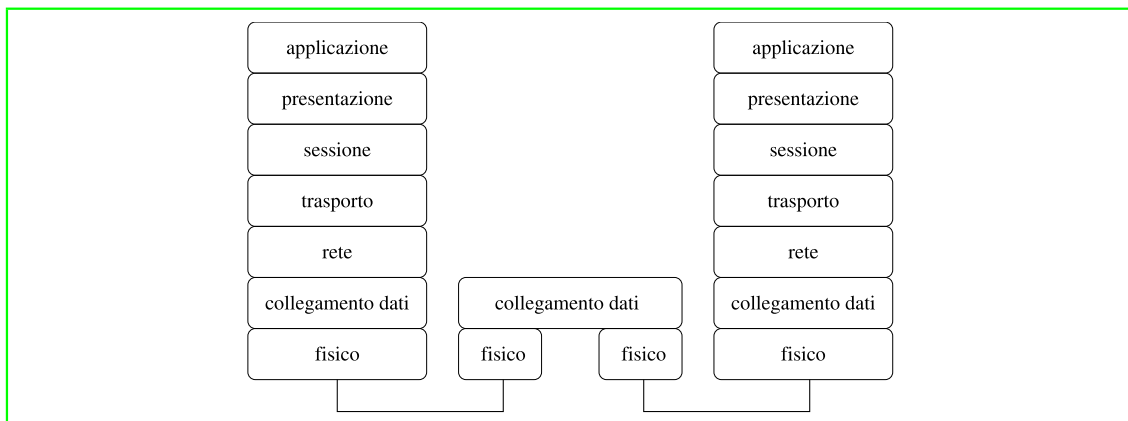 applicazione
presentazione
sessione
trasporto
rete
collegamento dati
fisico
collegamento dati
fisico
fisico
applicazione
presentazione
sessione
trasporto
rete
collegamento dati
fisico